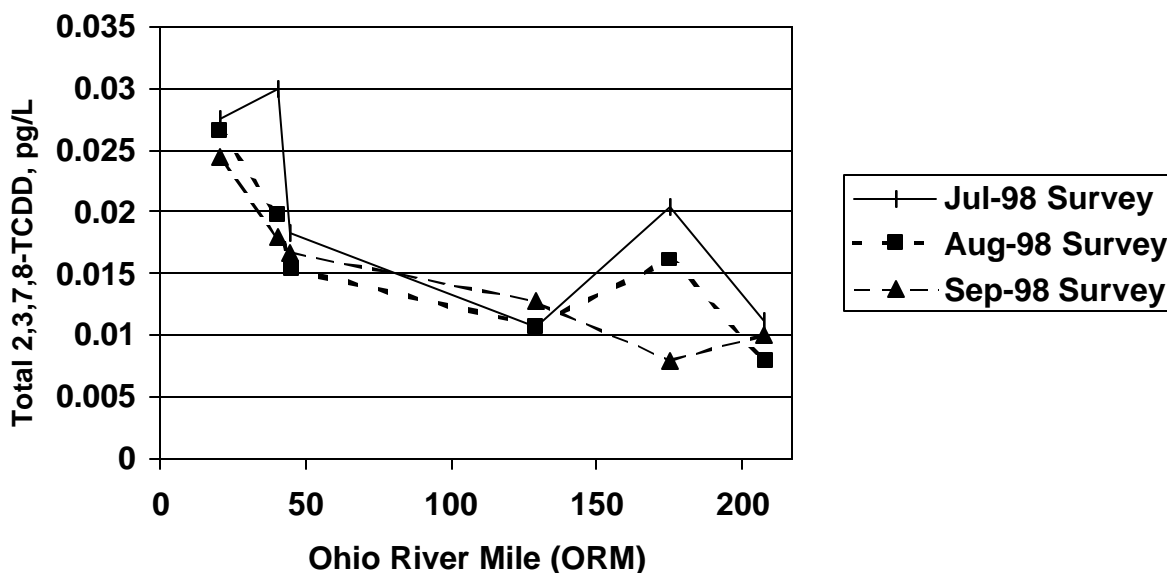 0.035
0.03
0.025
0.02
0.015
0.01
0.005
0
Total 2,3,7,8-TCDD, pg/L
0 50 100 150 200
Ohio River Mile (ORM)
Jul-98 Survey
Aug-98 Survey
Sep-98 Survey